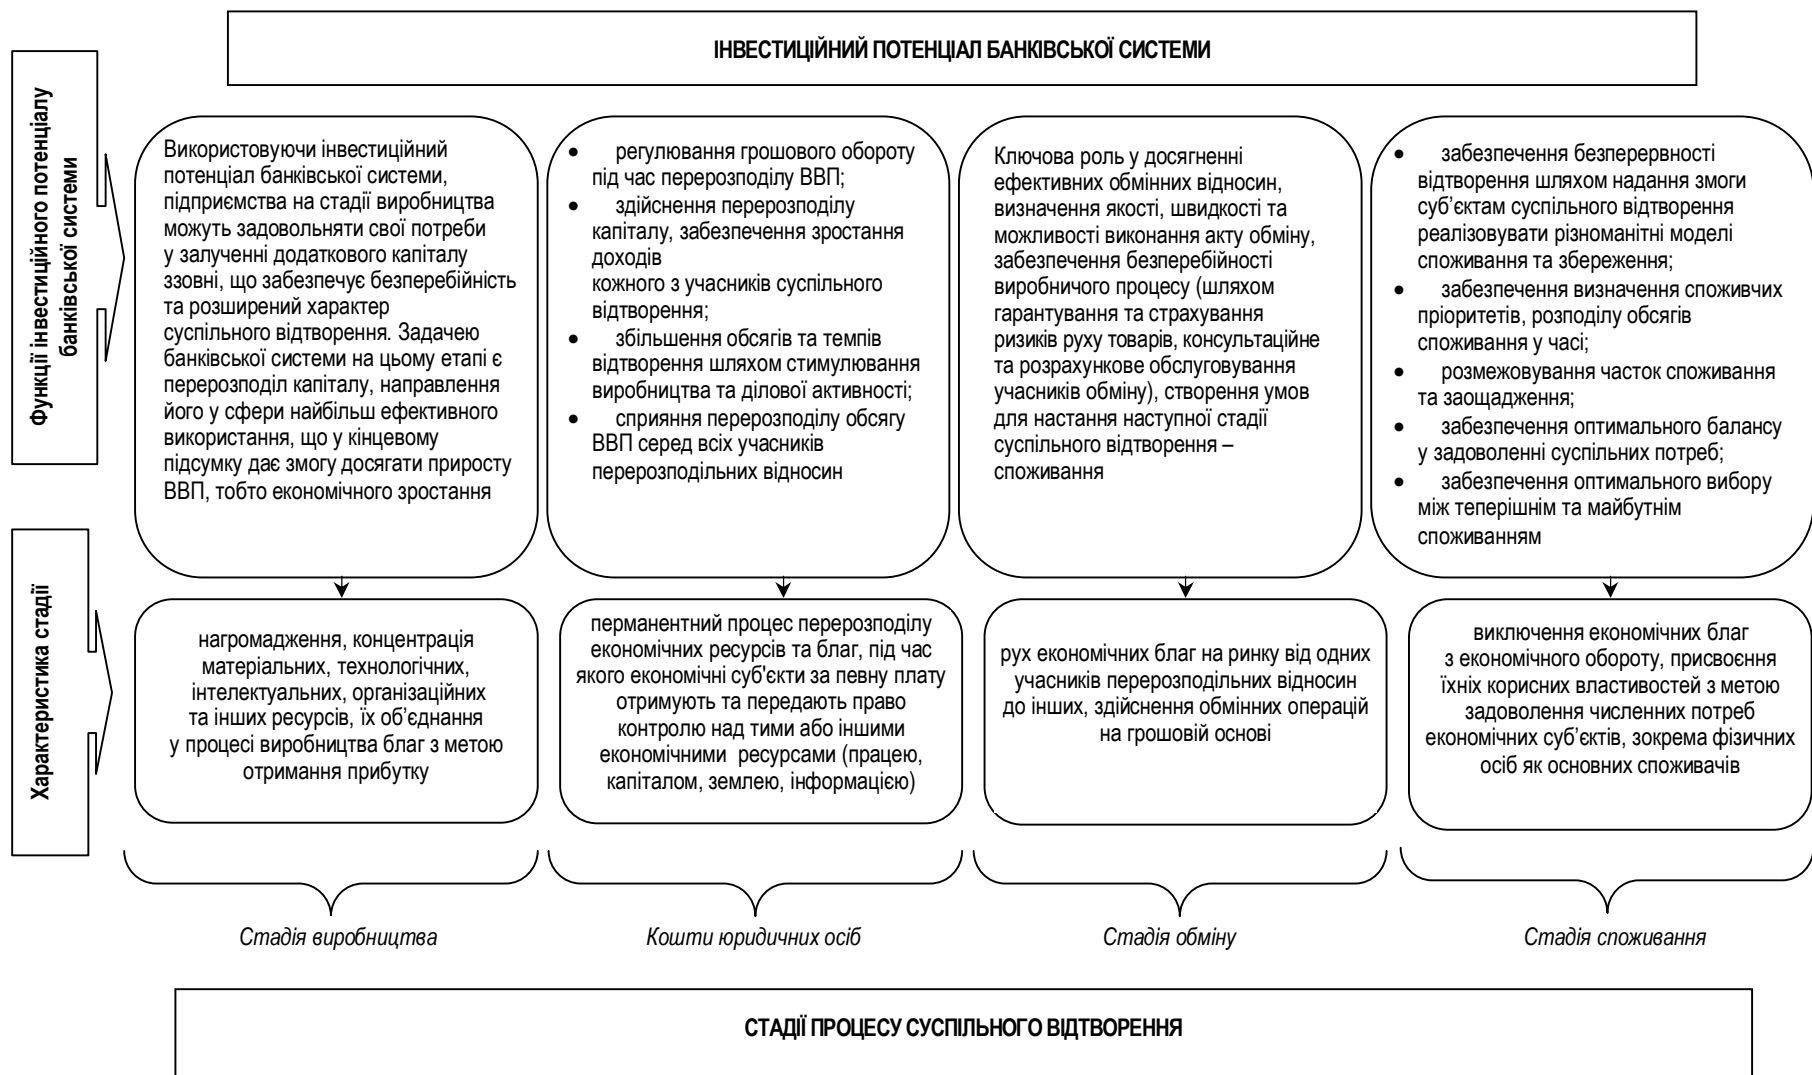 ІНВЕСТИЦІЙНИЙ ПОТЕНЦІАЛ БАНКІВСЬКОЇ СИСТЕМИ
Функції інвестиційного потенціалу
банківської системи
Використовуючи інвестиційний
потенціал банківської системи,
підприємства на стадії виробництва
можуть задовольняти свої потреби
у залученні додаткового капіталу
ззовні, що забезпечує безперебійність
та розширений характер
суспільного відтворення. Задачею
банківської системи на цьому етапі є
перерозподіл капіталу, направлення
його у сфери найбільш ефективного
використання, що у кінцевому
підсумку дає змогу досягати приросту
ВВП, тобто економічного зростання
• регулювання грошового обороту
під час перерозподілу ВВП;
• здійснення перерозподілу
капіталу, забезпечення зростання
доходів
кожного з учасників суспільного
відтворення;
• збільшення обсягів та темпів
відтворення шляхом стимулювання
виробництва та ділової активності;
• сприяння перерозподілу обсягу
ВВП серед всіх учасників
перерозподільних відносин
Ключова роль у досягненні
ефективних обмінних відносин,
визначення якості, швидкості та
можливості виконання акту обміну,
забезпечення безперебійності
виробничого процесу (шляхом
гарантування та страхування
ризиків руху товарів, консультаційне
та розрахункове обслуговування
учасників обміну), створення умов
для настання наступної стадії
суспільного відтворення –
споживання
• забезпечення безперервності
відтворення шляхом надання змоги
суб’єктам суспільного відтворення
реалізовувати різноманітні моделі
споживання та збереження;
• забезпечення визначення споживчих
пріоритетів, розподілу обсягів
споживання у часі;
• розмежовування часток споживання
та заощадження;
• забезпечення оптимального балансу
у задоволенні суспільних потреб;
• забезпечення оптимального вибору
між теперішнім та майбутнім
споживанням
Характеристика стадії
нагромадження, концентрація
матеріальних, технологічних,
інтелектуальних, організаційних
та інших ресурсів, їх об’єднання
у процесі виробництва благ з метою
отримання прибутку
перманентний процес перерозподілу
економічних ресурсів та благ, під час
якого економічні суб'єкти за певну плату
отримують та передають право
контролю над тими або іншими
економічними ресурсами (працею,
капіталом, землею, інформацією)
рух економічних благ на ринку від одних
учасників перерозподільних відносин
до інших, здійснення обмінних операцій
на грошовій основі
виключення економічних благ
з економічного обороту, присвоєння
їхніх корисних властивостей з метою
задоволення численних потреб
економічних суб’єктів, зокрема фізичних
осіб як основних споживачів
Стадія виробництва
Кошти юридичних осіб
Стадія обміну
Стадія споживання
СТАДІЇ ПРОЦЕСУ СУСПІЛЬНОГО ВІДТВОРЕННЯ